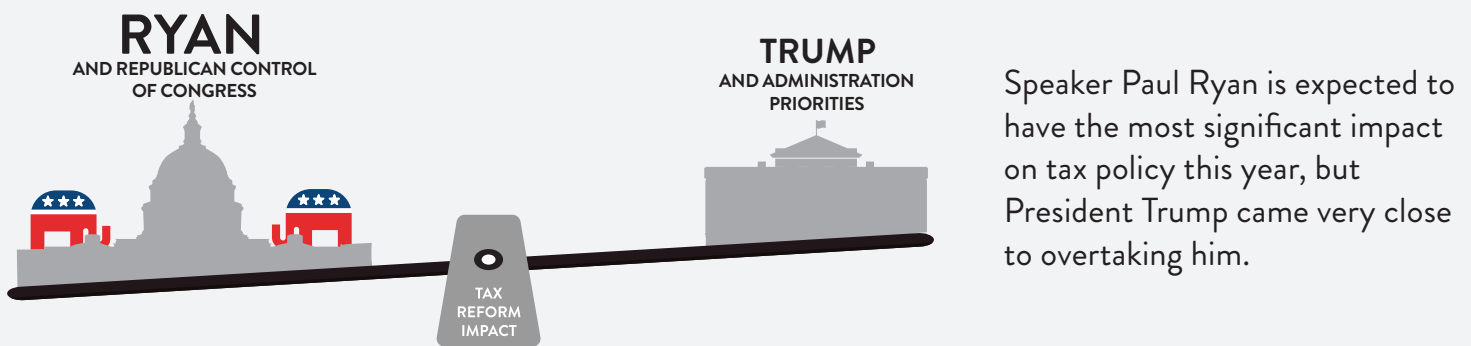 RYAN
AND REPUBLICAN CONTROL
OF CONGRESS
TRUMP
AND ADMINISTRATION
PRIORITIES
TAX
REFORM
IMPACT
Speaker Paul Ryan is expected to
have the most significant impact
on tax policy this year, but
President Trump came very close
to overtaking him.